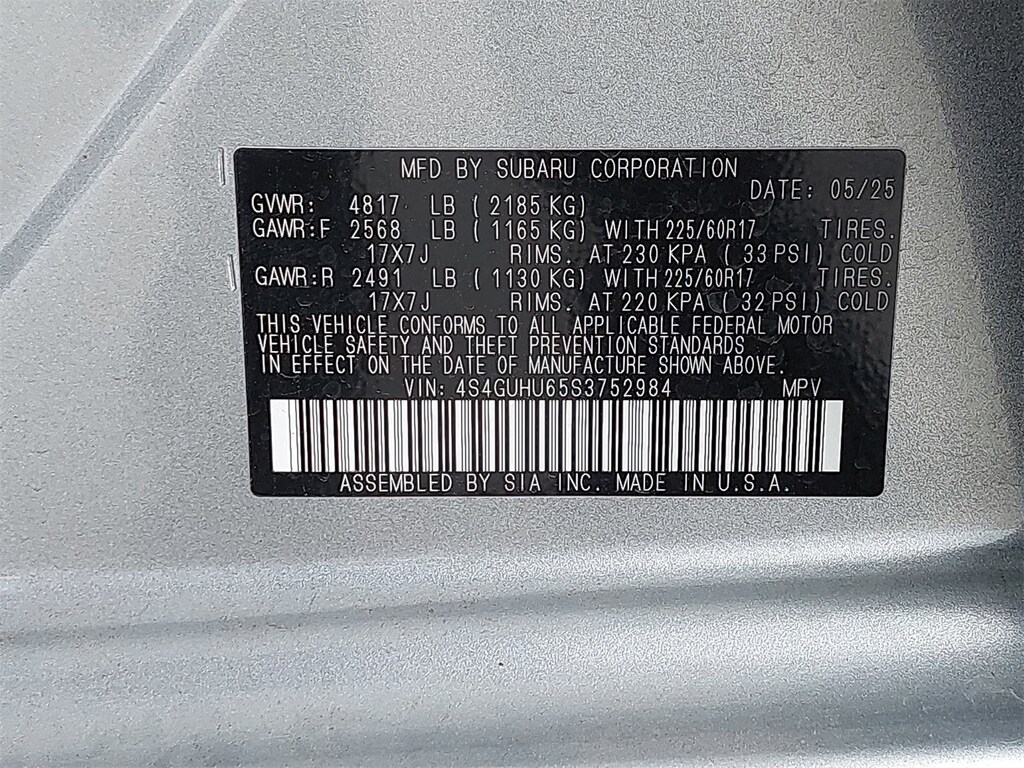 MFD BY SUBARU CORPORATION
DATE: 05/25
GVWR: 4817 LB ( 2185 KG)
GAWR:F 2568 LB ( 1165 KG) WITH 225/60R17 TIRES.
17X7J RIMS. AT 230 KPA ( 33 PSI) COLD
GAWR:R 2491 LB ( 1130 KG) WITH 225/60R17 TIRES.
17X7J RIMS. AT 220 KPA ( 32 PSI) COLD
THIS VEHICLE CONFORMS TO ALL APPLICABLE FEDERAL MOTOR
VEHICLE SAFETY AND THEFT PREVENTION STANDARDS
IN EFFECT ON THE DATE OF MANUFACTURE SHOWN ABOVE.
VIN: 4S4GUHU65S3752984 MPV
ASSEMBLED BY SIA INC. MADE IN U.S.A.